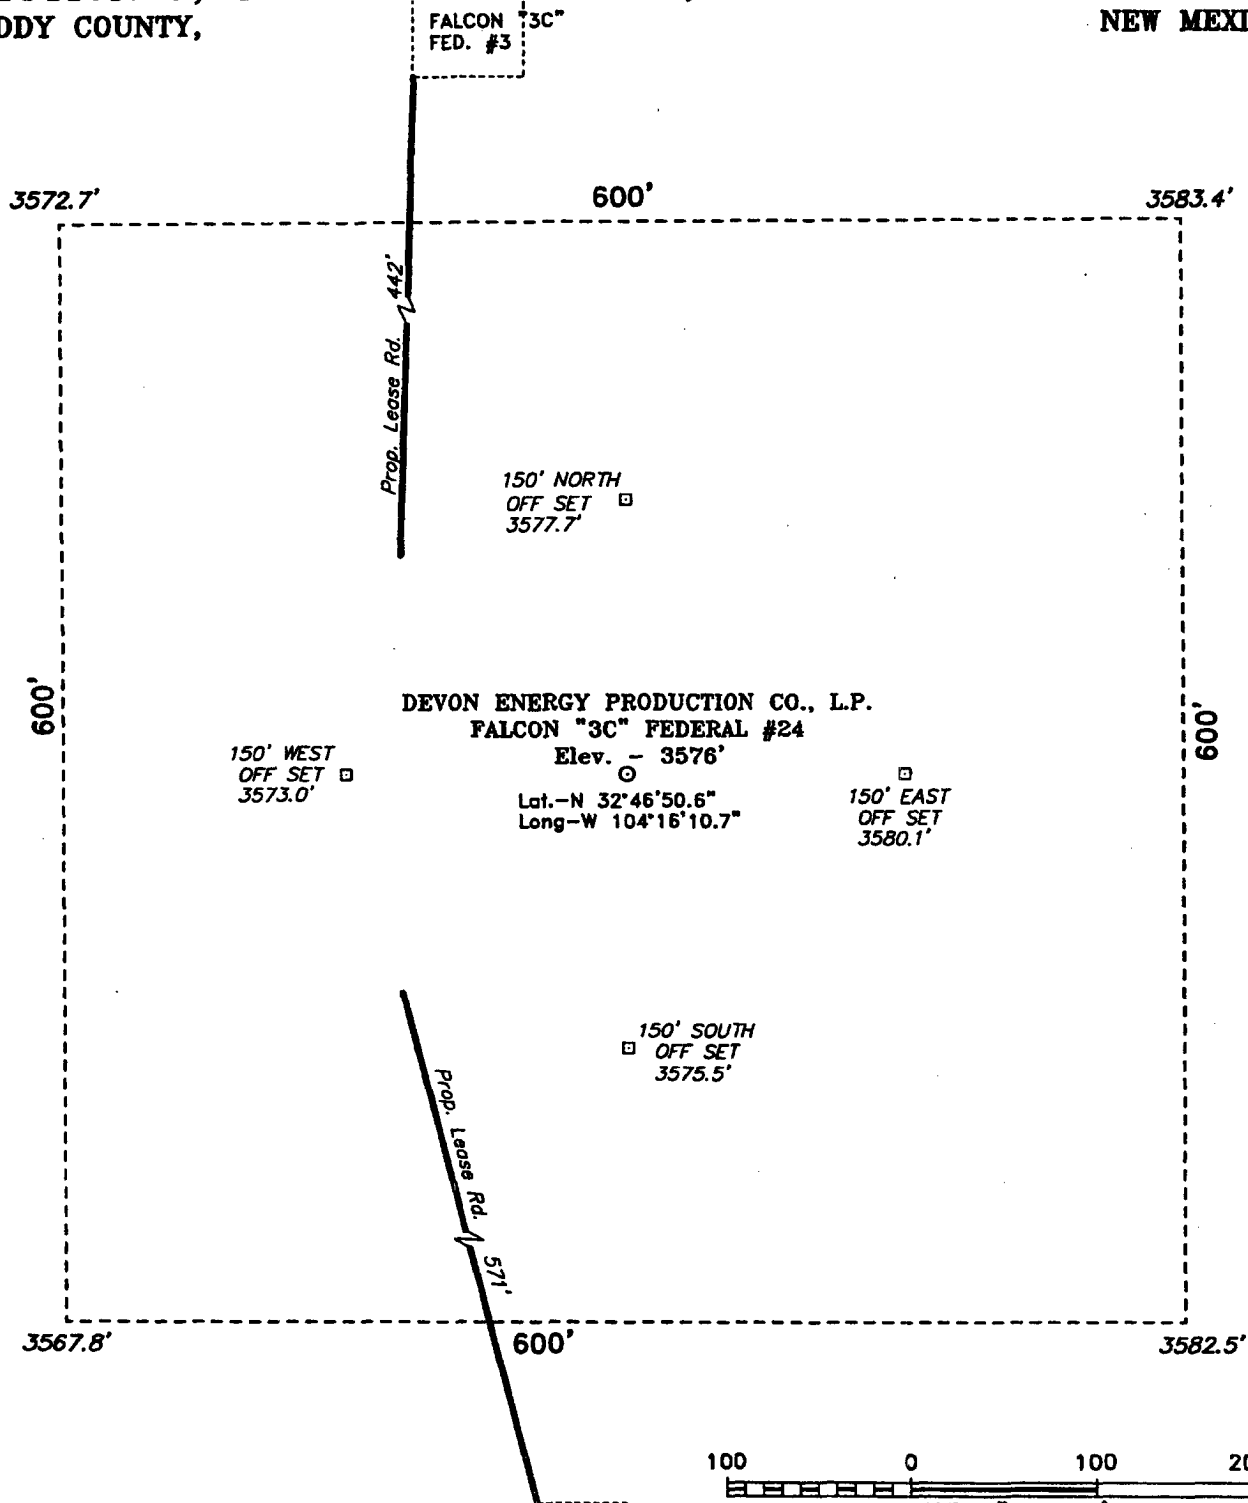 DDY COUNTY,
NEW MEXI
FALCON "3C"
FED. #3
3572.7'
600'
3583.4'
Prop. Lease Rd. 442'
150' NORTH
OFF SET
3577.7'
600'
600'
DEVON ENERGY PRODUCTION CO., L.P.
FALCON "3C" FEDERAL #24
Elev. - 3576'
Lat.-N 32°46'50.6"
Long-W 104°16'10.7"
150' WEST
OFF SET
3573.0'
150' EAST
OFF SET
3580.1'
150' SOUTH
OFF SET
3575.5'
Prop. Lease Rd. 571'
3567.8'
600'
3582.5'
100 0 100 20